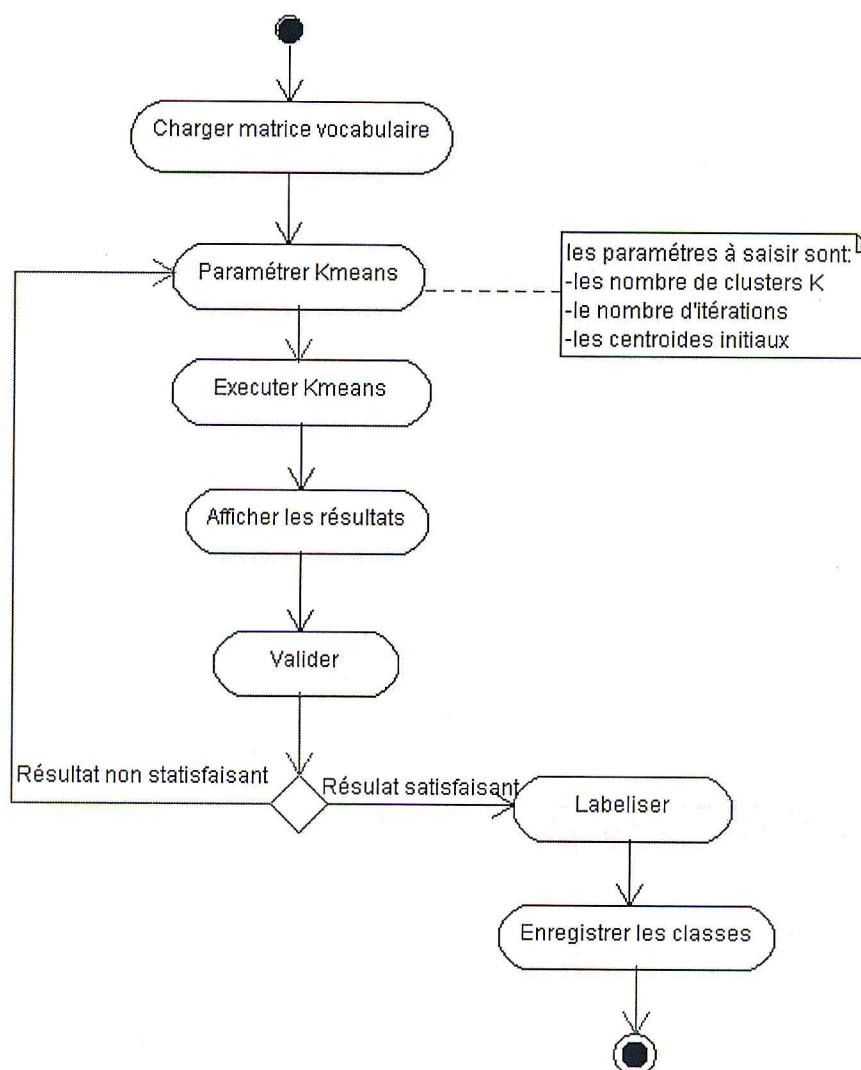 Charger matrice vocabulaire
Paramétrer Kmeans
les paramétres à saisir sont:
-les nombre de clusters K
-le nombre d'itérations
-les centroides initiaux
Executer Kmeans
Afficher les résultats
Valider
Résultat non statisfaisant
Résulat satisfaisant
Labeliser
Enregistrer les classes